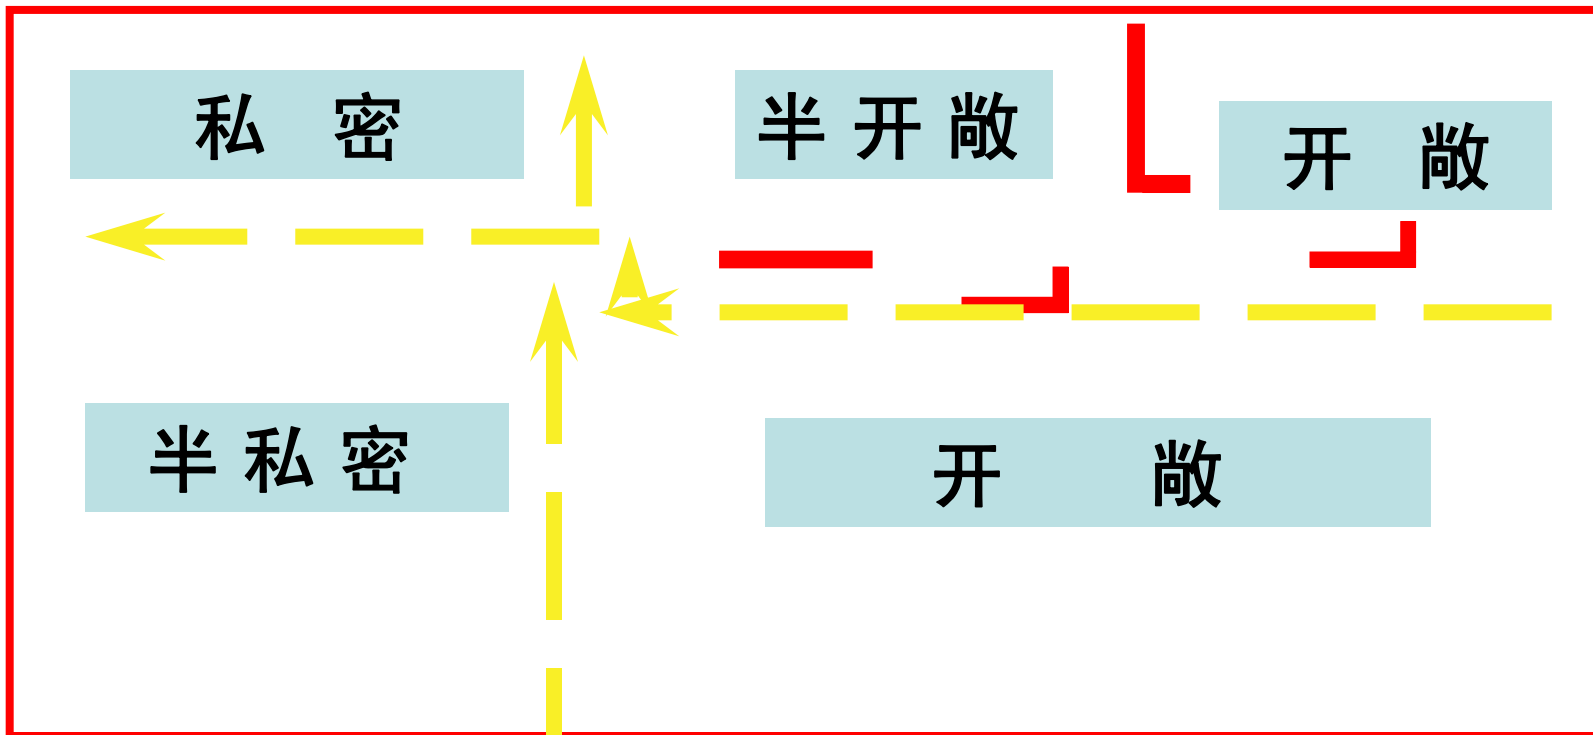 私 密
半 开 敞
开 敞
半 私 密
开 敞